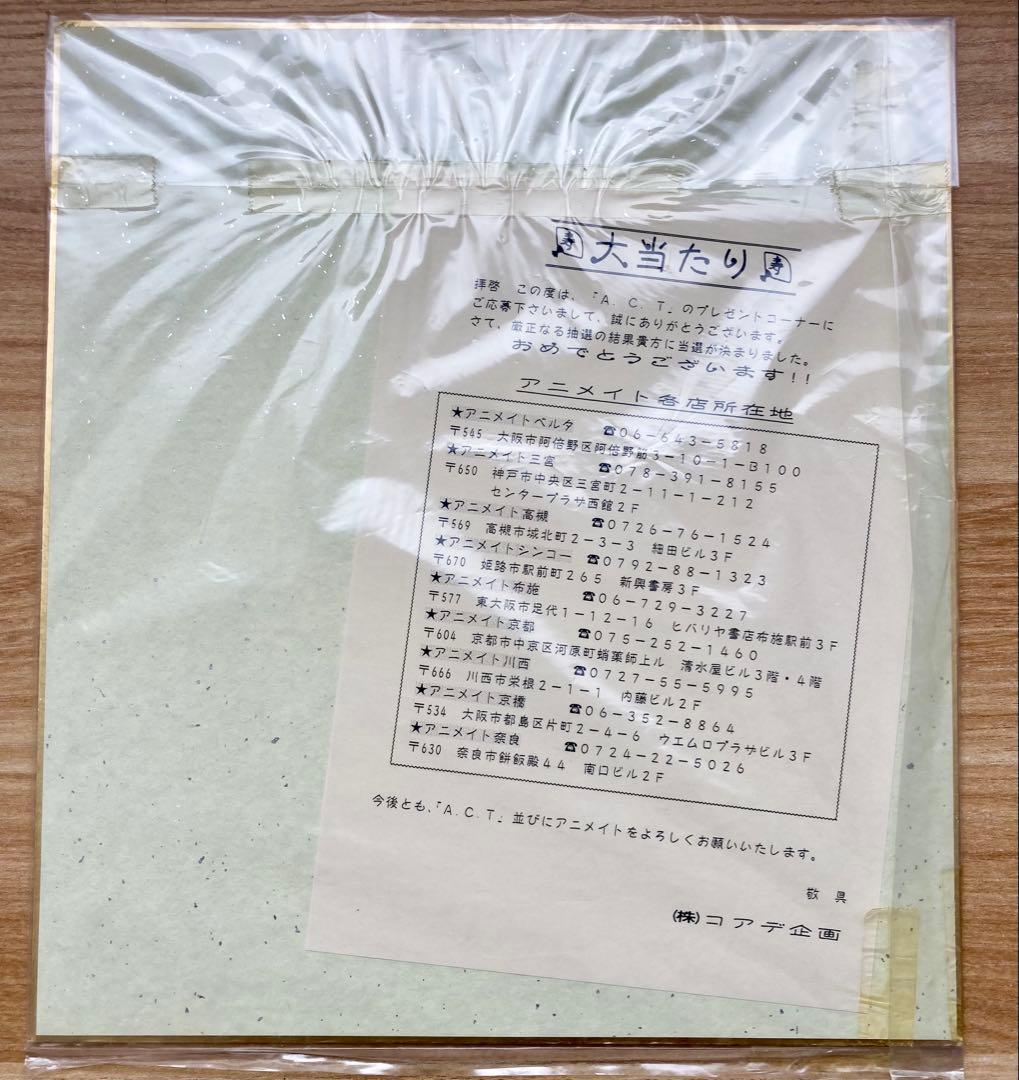 寿 大当たり 寿
拝啓 この度は、「A.C.T」のプレゼントコーナーに
ご応募下さいまして、誠にありがとうございます。
さて、厳正なる抽選の結果貴方に当選が決まりました。
おめでとうございます!!
アニメイト各店所在地
★アニメイトベルタ ☎06-643-5818
〒545 大阪市阿倍野区阿倍野筋3-10-1-B100
★アニメイト三宮 ☎078-391-8155
〒650 神戸市中央区三宮町2-11-1-212
センタープラザ西館2F
★アニメイト高槻 ☎0726-76-1524
〒569 高槻市城北町2-3-3 細田ビル3F
★アニメイトシンコー ☎0792-88-1323
〒670 姫路市駅前町265 新興書房3F
★アニメイト布施 ☎06-729-3227
〒577 東大阪市足代1-12-16 ヒバリヤ書店布施駅前3F
★アニメイト京都 ☎075-252-1460
〒604 京都市中京区河原町蛸薬師上ル 清水屋ビル3階・4階
★アニメイト川西 ☎0727-55-5995
〒666 川西市栄根2-1-1 内藤ビル2F
★アニメイト京橋 ☎06-352-8864
〒534 大阪市都島区片町2-4-6 ウエムロプラザビル3F
★アニメイト奈良 ☎0724-22-5026
〒630 奈良市餅飯殿44 南口ビル2F
今後とも、「A.C.T」並びにアニメイトをよろしくお願いいたします。
敬具
(株)コアデ企画